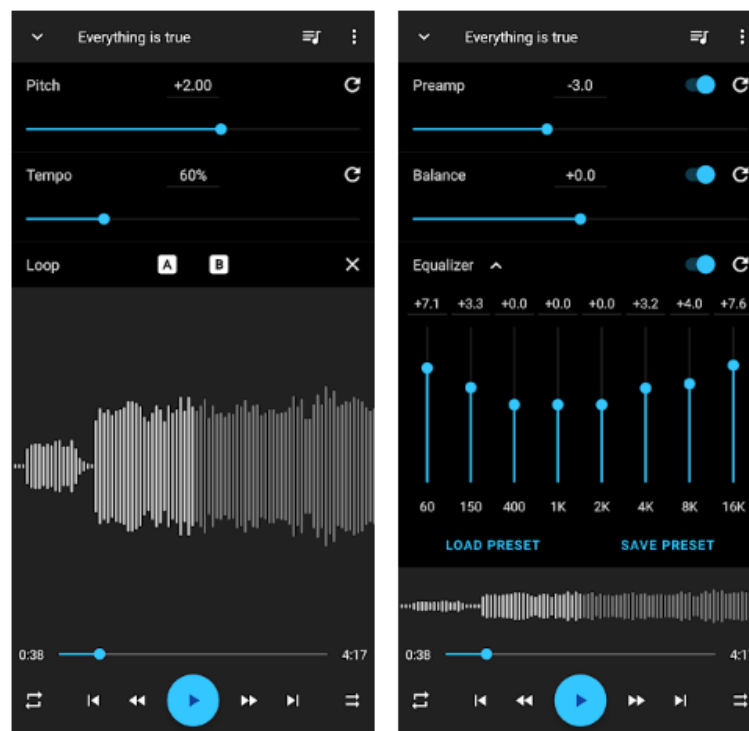 Everything is true
Pitch +2.00
Tempo 60%
Loop A B
0:38 4:17
Everything is true
Preamp -3.0
Balance +0.0
Equalizer
+7.1 +3.3 +0.0 +0.0 +0.0 +3.2 +4.0 +7.6
60 150 400 1K 2K 4K 8K 16K
LOAD PRESET SAVE PRESET
0:38